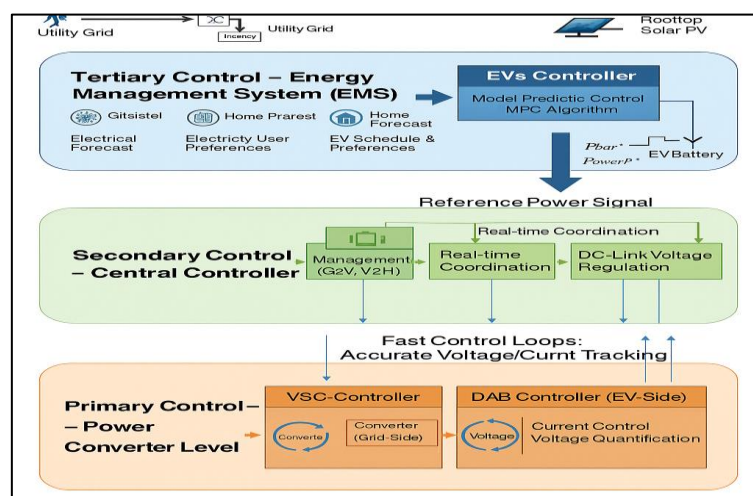 Utility Grid
Incency
Utility Grid
Roottop
Solar PV
Tertiary Control – Energy
Management System (EMS)
EVs Controller
Model Predictic Control
MPC Algorithm
Gitsistel
Home Prarest
Home
Forecast
Electrical
Forecast
Electricty User
Preferences
EV Schedule &
Preferences
Pbar*
PowerP*
EV Battery
Reference Power Signal
Real-time Coordination
Secondary Control
– Central Controller
Management
(G2V, V2H)
Real-time
Coordination
DC-Link Voltage
Regulation
Fast Control Loops:
Accurate Voltage/Curnt Tracking
Primary Control–
– Power
Converter Level
VSC-Controller
Converte
Converter
(Grid-Side)
DAB Controller (EV-Side)
Voltage
Current Control
Voltage Quantification